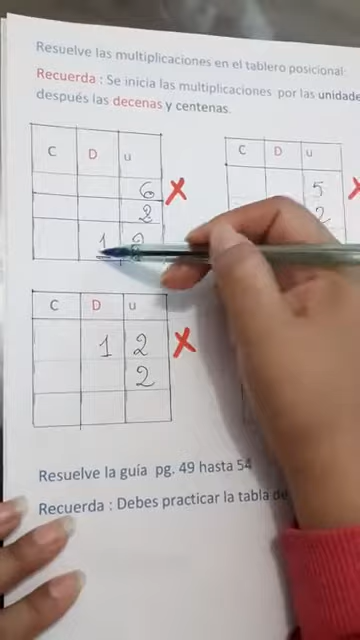 Resuelve las multiplicaciones en el tablero posicional:
Recuerda : Se inicia las multiplicaciones por las unidade
después las decenas y centenas.
C D U
6 X
2
1 2
C D U
5 X
2
C D U
1 2 X
2
Resuelve la guía pg. 49 hasta 54
Recuerda : Debes practicar la tabla de